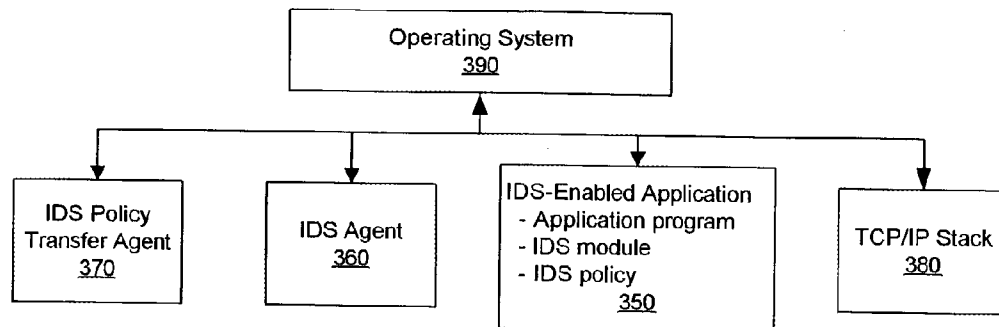 Operating System
390
IDS Policy
Transfer Agent
370
IDS Agent
360
IDS-Enabled Application
- Application program
- IDS module
- IDS policy
350
TCP/IP Stack
380